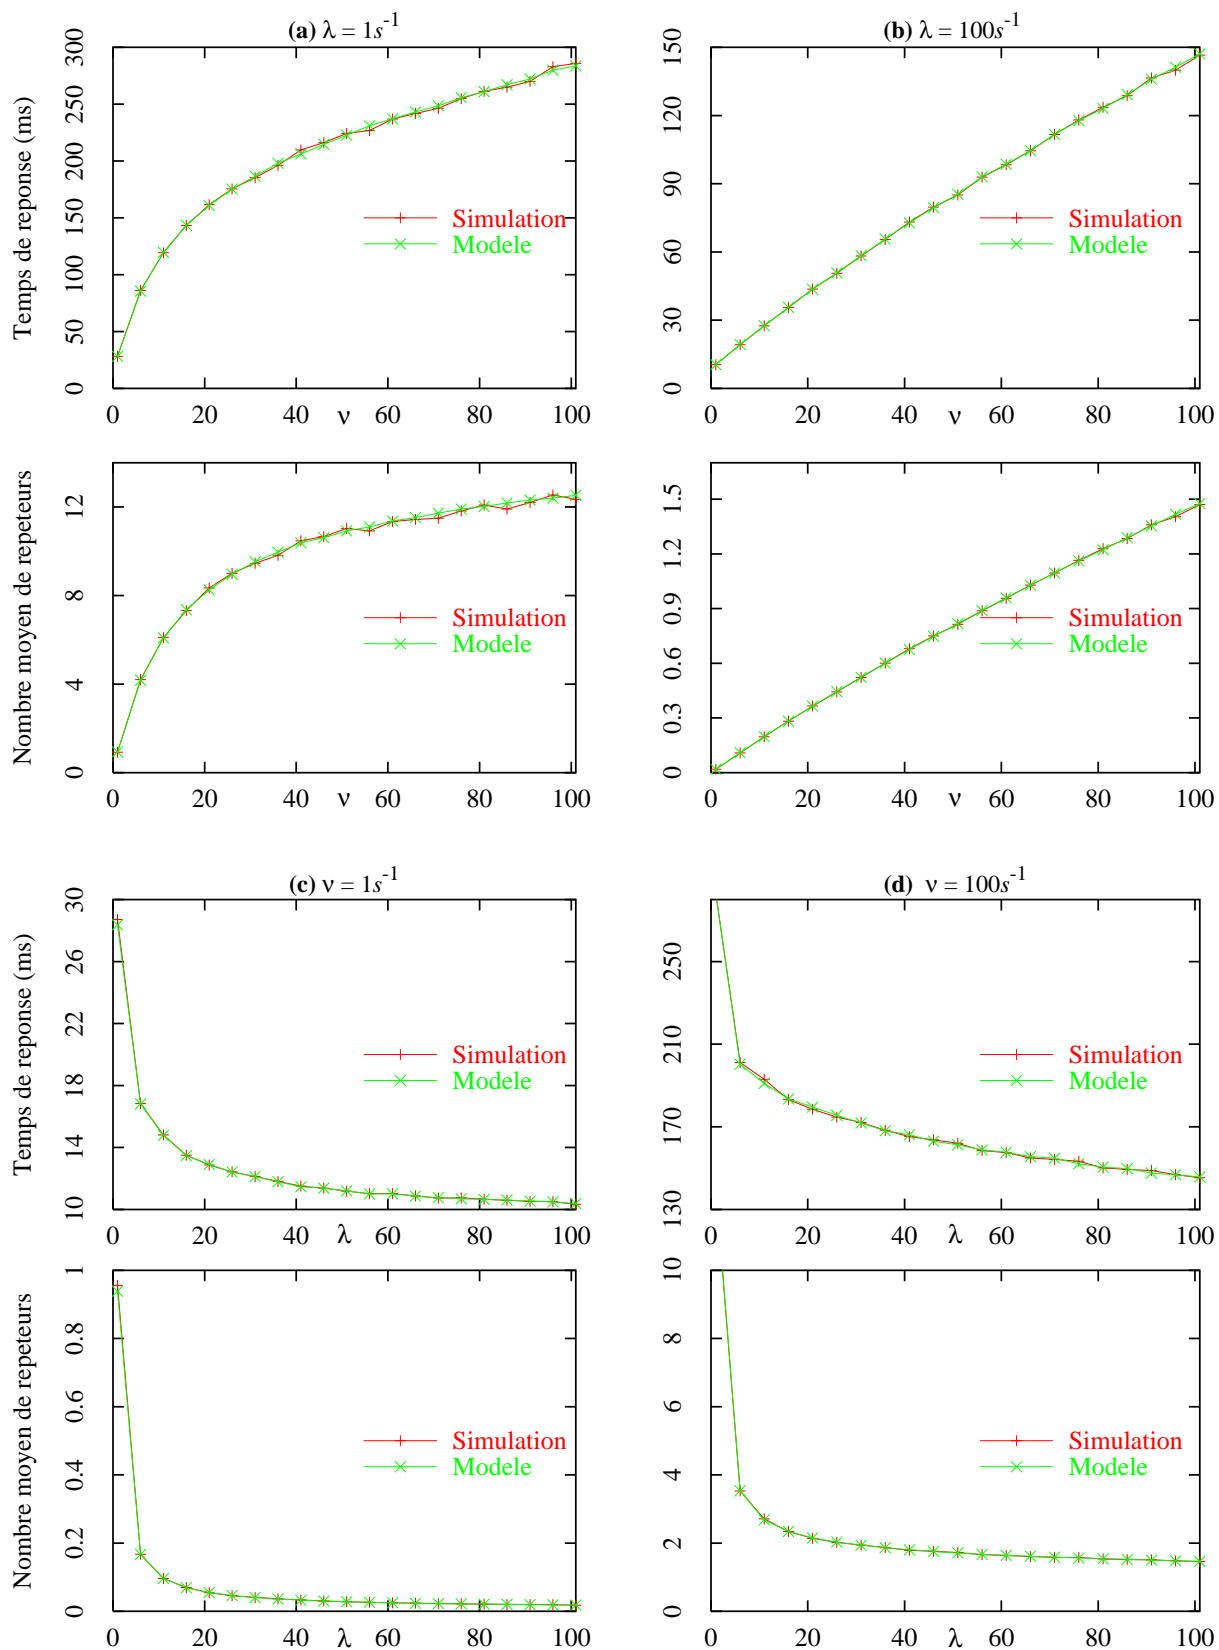 (a) λ = 1s⁻¹
Temps de reponse (ms)
300
250
200
150
100
50
0
Simulation
Modele
0 20 40 ν 60 80 100
(b) λ = 100s⁻¹
150
120
90
60
30
0
Simulation
Modele
0 20 40 ν 60 80 100
Nombre moyen de repeteurs
12
8
4
0
Simulation
Modele
0 20 40 ν 60 80 100
1.5
1.2
0.9
0.6
0.3
0
Simulation
Modele
0 20 40 ν 60 80 100
(c) ν = 1s⁻¹
Temps de reponse (ms)
30
26
22
18
14
10
Simulation
Modele
0 20 40 λ 60 80 100
(d) ν = 100s⁻¹
250
210
170
130
Simulation
Modele
0 20 40 λ 60 80 100
Nombre moyen de repeteurs
1
0.8
0.6
0.4
0.2
0
Simulation
Modele
0 20 40 λ 60 80 100
10
8
6
4
2
0
Simulation
Modele
0 20 40 λ 60 80 100